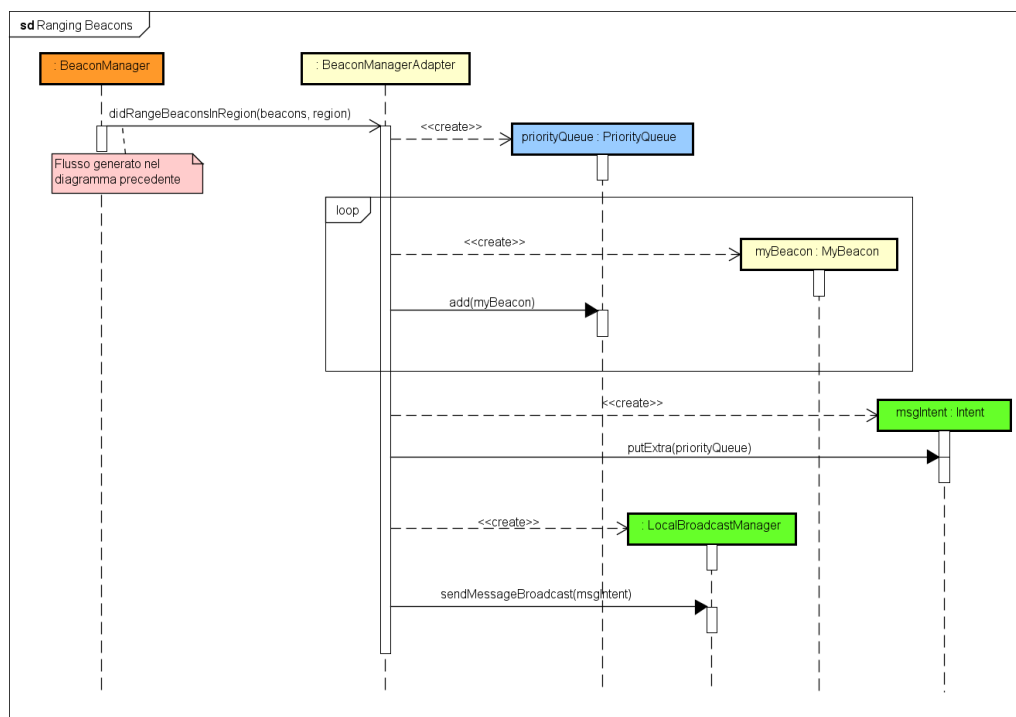 sd Ranging Beacons
: BeaconManager
: BeaconManagerAdapter
didRangeBeaconsInRegion(beacons, region)
<<create>>
priorityQueue : PriorityQueue
Flusso generato nel
diagramma precedente
loop
<<create>>
myBeacon : MyBeacon
add(myBeacon)
<<create>>
msgIntent : Intent
putExtra(priorityQueue)
<<create>>
: LocalBroadcastManager
sendMessageBroadcast(msgIntent)